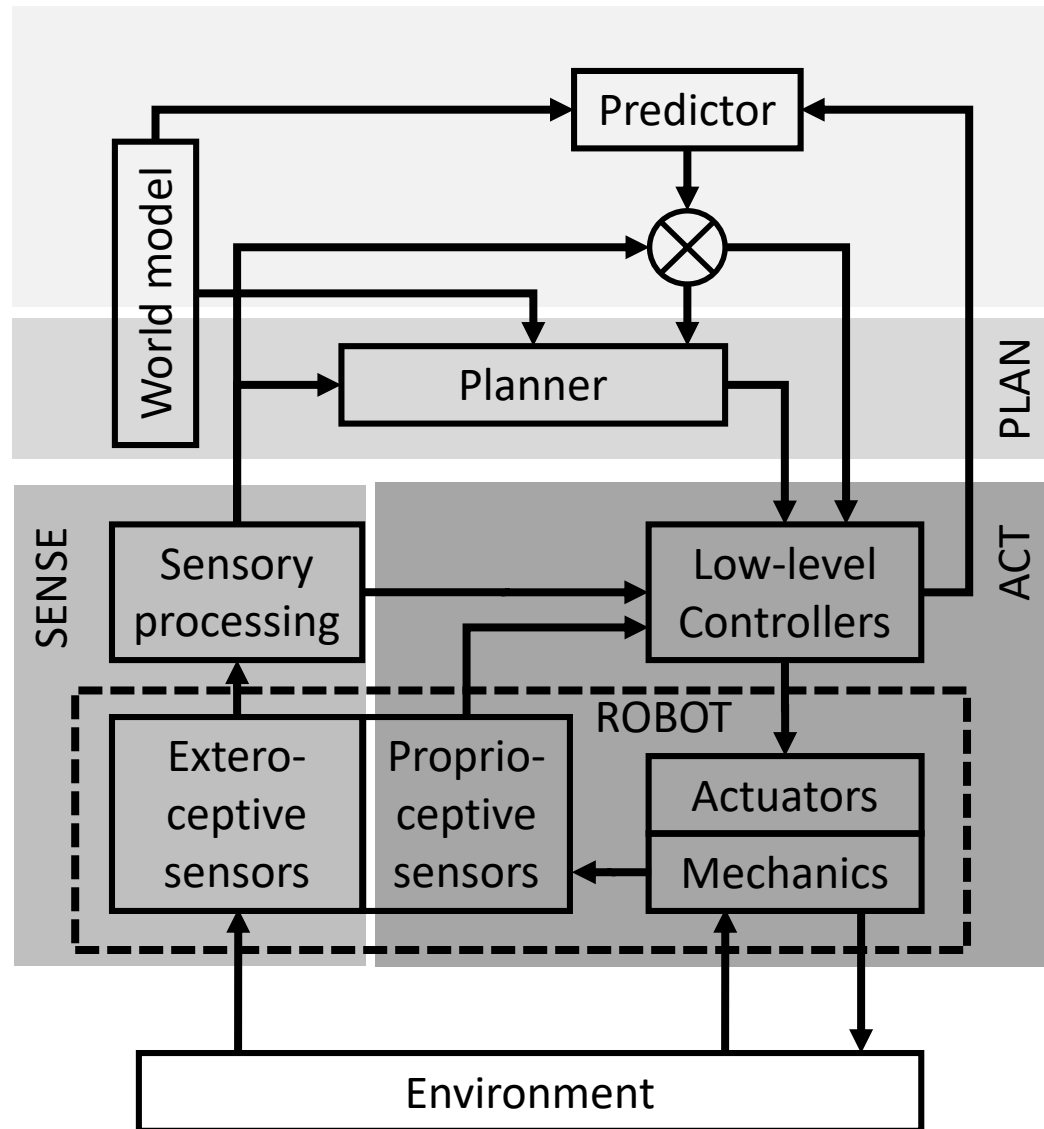 Predictor
World model
Planner
PLAN
SENSE
Sensory
processing
Low-level
Controllers
ACT
ROBOT
Extero-
ceptive
sensors
Proprio-
ceptive
sensors
Actuators
Mechanics
Environment